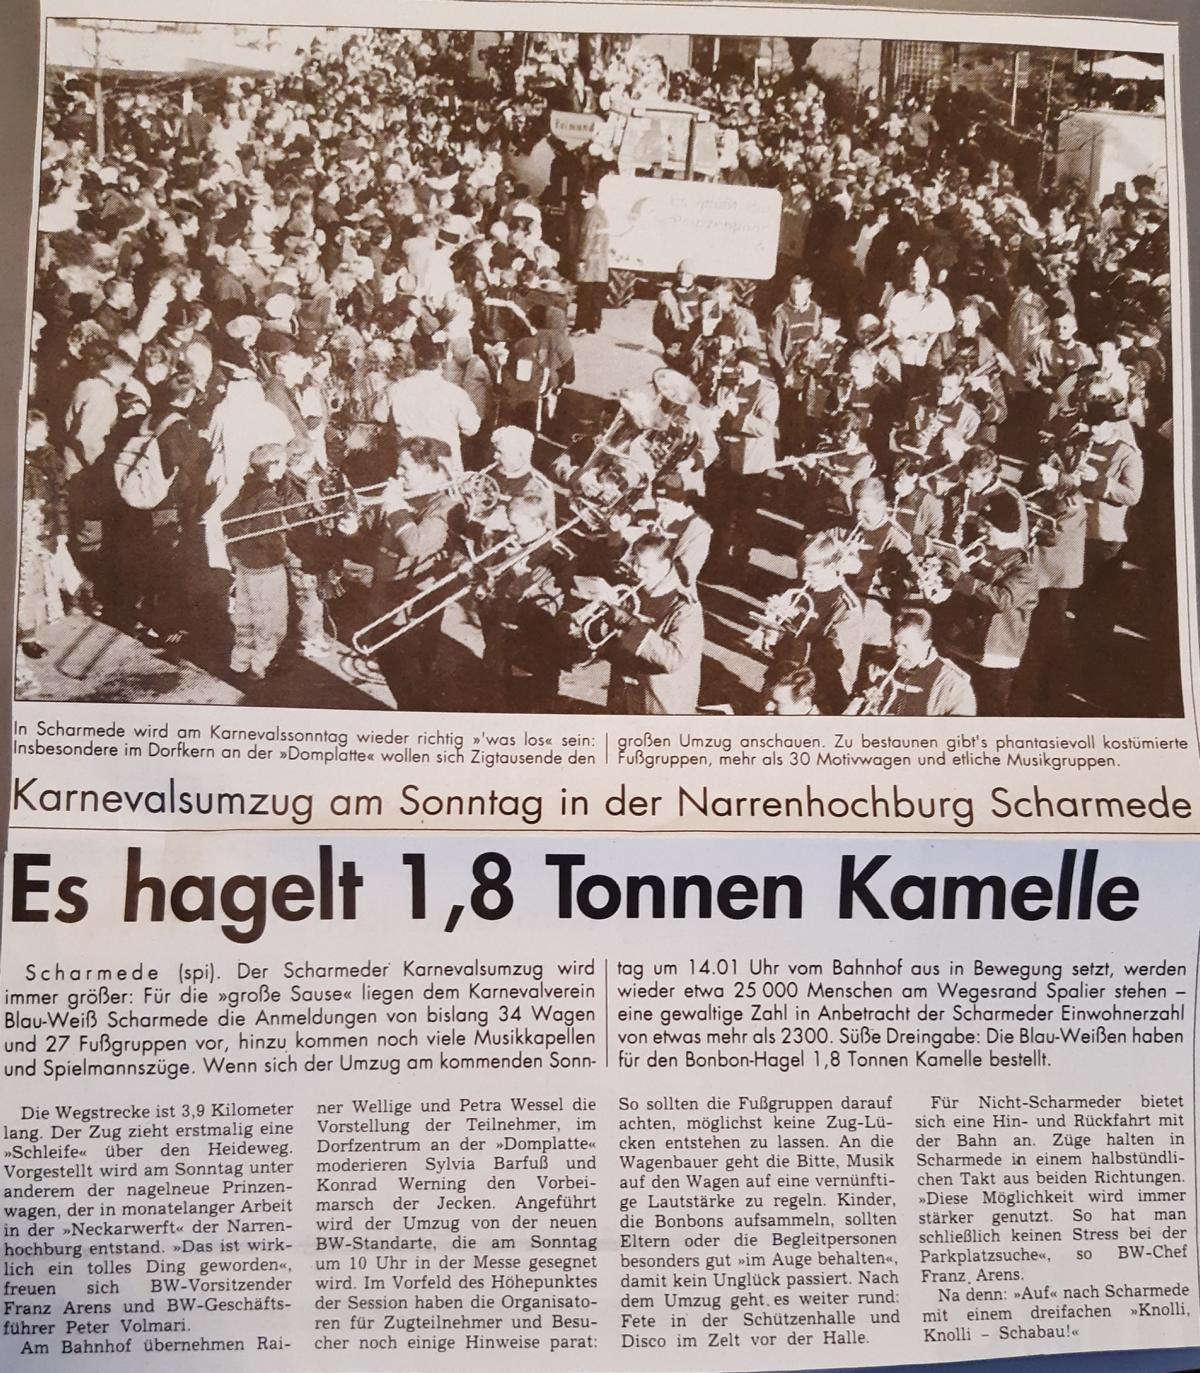 Reimund
In Scharmede wird am Karnevalssonntag wieder richtig »'was los« sein:
Insbesondere im Dorfkern an der »Domplatte« wollen sich Zigtausende den
großen Umzug anschauen. Zu bestaunen gibt's phantasievoll kostümierte
Fußgruppen, mehr als 30 Motivwagen und etliche Musikgruppen.
Karnevalsumzug am Sonntag in der Narrenhochburg Scharmede
Es hagelt 1,8 Tonnen Kamelle
Scharmede (spi). Der Scharmeder Karnevalsumzug wird
immer größer: Für die »große Sause« liegen dem Karnevalverein
Blau-Weiß Scharmede die Anmeldungen von bislang 34 Wagen
und 27 Fußgruppen vor, hinzu kommen noch viele Musikkapellen
und Spielmannszüge. Wenn sich der Umzug am kommenden Sonn-
tag um 14.01 Uhr vom Bahnhof aus in Bewegung setzt, werden
wieder etwa 25 000 Menschen am Wegesrand Spalier stehen –
eine gewaltige Zahl in Anbetracht der Scharmeder Einwohnerzahl
von etwas mehr als 2300. Süße Dreingabe: Die Blau-Weißen haben
für den Bonbon-Hagel 1,8 Tonnen Kamelle bestellt.
Die Wegstrecke ist 3,9 Kilometer
lang. Der Zug zieht erstmalig eine
»Schleife« über den Heideweg.
Vorgestellt wird am Sonntag unter
anderem der nagelneue Prinzen-
wagen, der in monatelanger Arbeit
in der »Neckarwerft« der Narren-
hochburg entstand. »Das ist wirk-
lich ein tolles Ding geworden«,
freuen sich BW-Vorsitzender
Franz Arens und BW-Geschäfts-
führer Peter Volmari.
Am Bahnhof übernehmen Rai-
ner Wellige und Petra Wessel die
Vorstellung der Teilnehmer, im
Dorfzentrum an der »Domplatte«
moderieren Sylvia Barfuß und
Konrad Werning den Vorbei-
marsch der Jecken. Angeführt
wird der Umzug von der neuen
BW-Standarte, die am Sonntag
um 10 Uhr in der Messe gesegnet
wird. Im Vorfeld des Höhepunktes
der Session haben die Organisato-
ren für Zugteilnehmer und Besu-
cher noch einige Hinweise parat:
So sollten die Fußgruppen darauf
achten, möglichst keine Zug-Lü-
cken entstehen zu lassen. An die
Wagenbauer geht die Bitte, Musik
auf den Wagen auf eine vernünfti-
ge Lautstärke zu regeln. Kinder,
die Bonbons aufsammeln, sollten
Eltern oder die Begleitpersonen
besonders gut »im Auge behalten«,
damit kein Unglück passiert. Nach
dem Umzug geht es weiter rund:
Fete in der Schützenhalle und
Disco im Zelt vor der Halle.
Für Nicht-Scharmeder bietet
sich eine Hin- und Rückfahrt mit
der Bahn an. Züge halten in
Scharmede in einem halbstündli-
chen Takt aus beiden Richtungen.
»Diese Möglichkeit wird immer
stärker genutzt. So hat man
schließlich keinen Stress bei der
Parkplatzsuche«, so BW-Chef
Franz Arens.
Na denn: »Auf« nach Scharmede
mit einem dreifachen »Knolli,
Knolli – Schabau!«